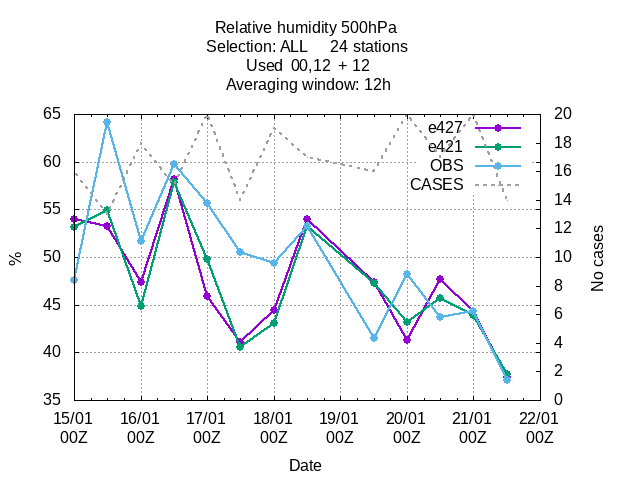 Relative humidity 500hPa
Selection: ALL 24 stations
Used 00,12 + 12
Averaging window: 12h
65
60
55
50
45
40
35
%
20
18
16
14
12
10
8
6
4
2
0
No cases
e427
e421
OBS
CASES
15/01 16/01 17/01 18/01 19/01 20/01 21/01 22/01
00Z 00Z 00Z 00Z 00Z 00Z 00Z 00Z
Date